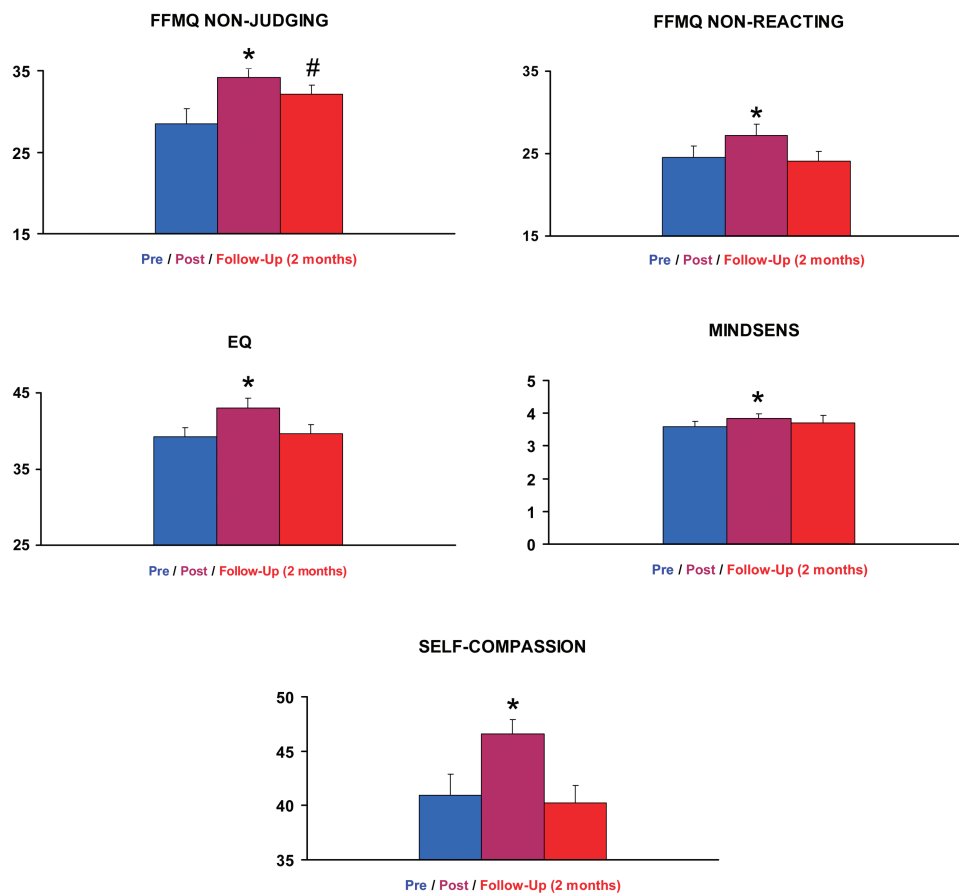 FFMQ NON-JUDGING
35
25
15
*
#
Pre / Post / Follow-Up (2 months)
FFMQ NON-REACTING
35
25
15
*
Pre / Post / Follow-Up (2 months)
EQ
45
35
25
*
Pre / Post / Follow-Up (2 months)
MINDSENS
5
4
3
2
1
0
*
Pre / Post / Follow-Up (2 months)
SELF-COMPASSION
50
45
40
35
*
Pre / Post / Follow-Up (2 months)